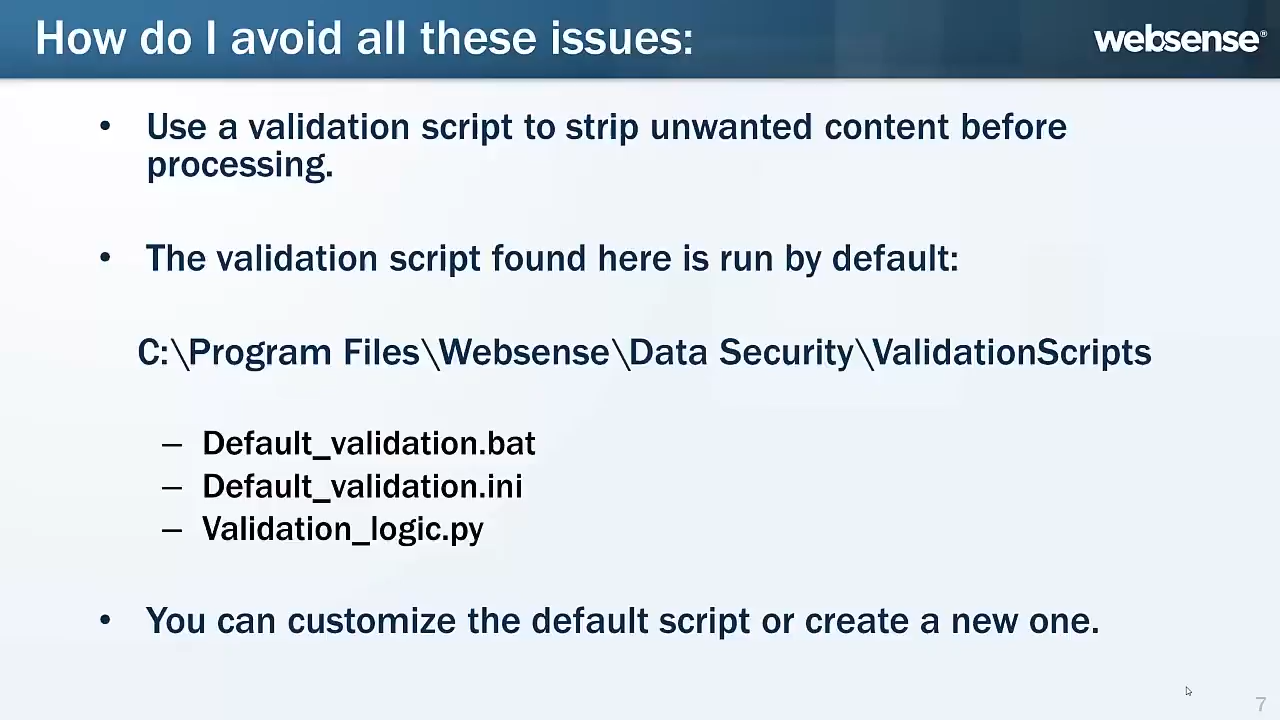 How do I avoid all these issues:
websense®
• Use a validation script to strip unwanted content before
processing.
• The validation script found here is run by default:
C:\Program Files\Websense\Data Security\ValidationScripts
– Default_validation.bat
– Default_validation.ini
– Validation_logic.py
• You can customize the default script or create a new one.
7